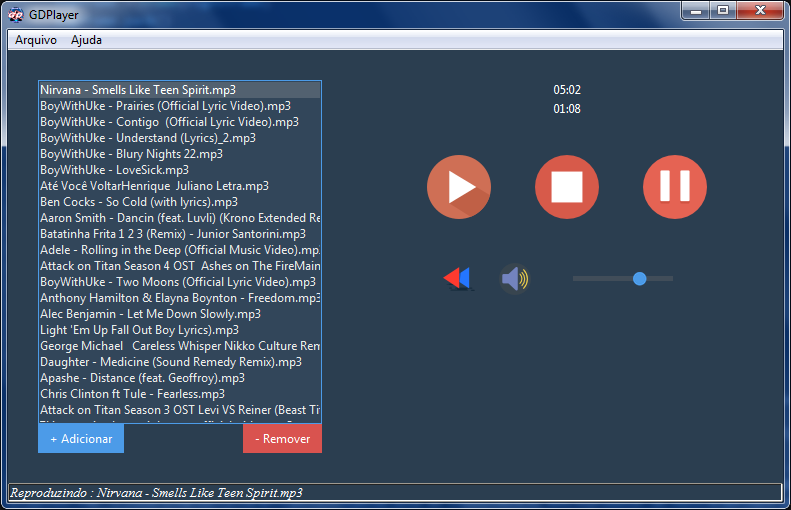 GDPlayer
Arquivo Ajuda
Nirvana - Smells Like Teen Spirit.mp3
BoyWithUke - Prairies (Official Lyric Video).mp3
BoyWithUke - Contigo  (Official Lyric Video).mp3
BoyWithUke - Understand (Lyrics)_2.mp3
BoyWithUke - Blury Nights 22.mp3
BoyWithUke - LoveSick.mp3
Até Você VoltarHenrique  Juliano Letra.mp3
Ben Cocks - So Cold (with lyrics).mp3
Aaron Smith - Dancin (feat. Luvli) (Krono Extended Re
Batatinha Frita 1 2 3 (Remix) - Junior Santorini.mp3
Adele - Rolling in the Deep (Official Music Video).mp
Attack on Titan Season 4 OST  Ashes on The FireMain
BoyWithUke - Two Moons (Official Lyric Video).mp3
Anthony Hamilton & Elayna Boynton - Freedom.mp3
Alec Benjamin - Let Me Down Slowly.mp3
Light 'Em Up Fall Out Boy Lyrics).mp3
George Michael   Careless Whisper Nikko Culture Rem
Daughter - Medicine (Sound Remedy Remix).mp3
Apashe - Distance (feat. Geoffroy).mp3
Chris Clinton ft Tule - Fearless.mp3
Attack on Titan Season 3 OST Levi VS Reiner (Beast Ti
+ Adicionar
- Remover
05:02
01:08
Reproduzindo : Nirvana - Smells Like Teen Spirit.mp3